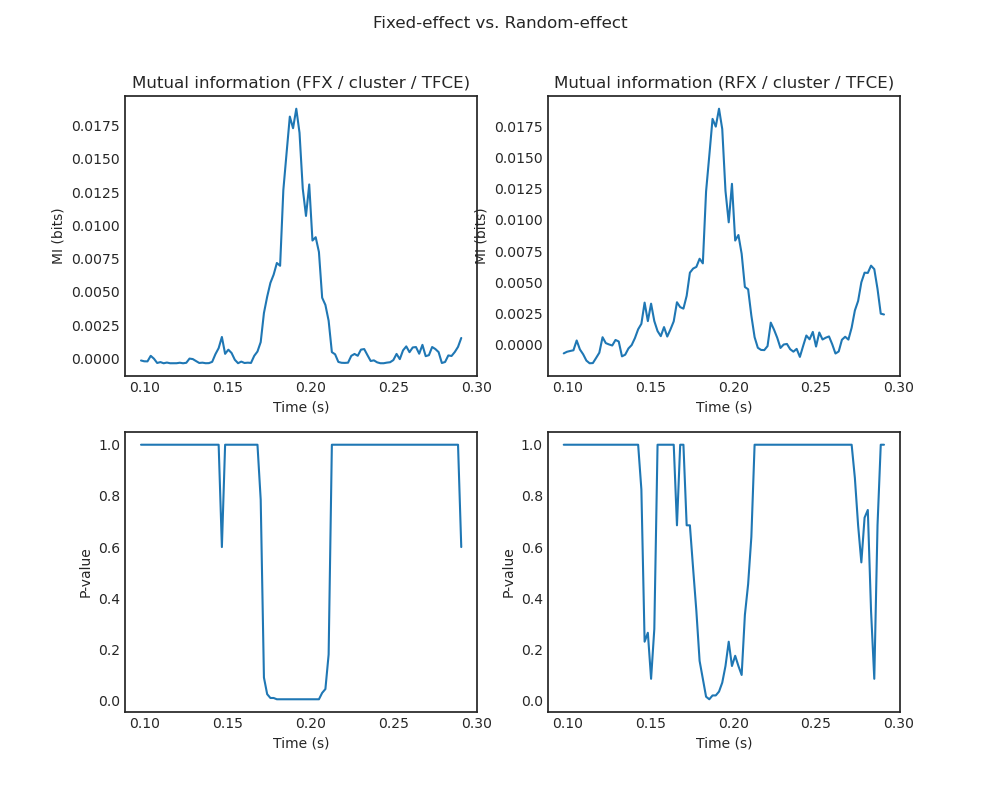 Fixed-effect vs. Random-effect
Mutual information (FFX / cluster / TFCE)
0.0175
0.0150
0.0125
0.0100
0.0075
0.0050
0.0025
0.0000
MI (bits)
0.10 0.15 0.20 0.25 0.30
Time (s)
Mutual information (RFX / cluster / TFCE)
0.0175
0.0150
0.0125
0.0100
0.0075
0.0050
0.0025
0.0000
MI (bits)
0.10 0.15 0.20 0.25 0.30
Time (s)
1.0
0.8
0.6
0.4
0.2
0.0
P-value
0.10 0.15 0.20 0.25 0.30
Time (s)
1.0
0.8
0.6
0.4
0.2
0.0
P-value
0.10 0.15 0.20 0.25 0.30
Time (s)